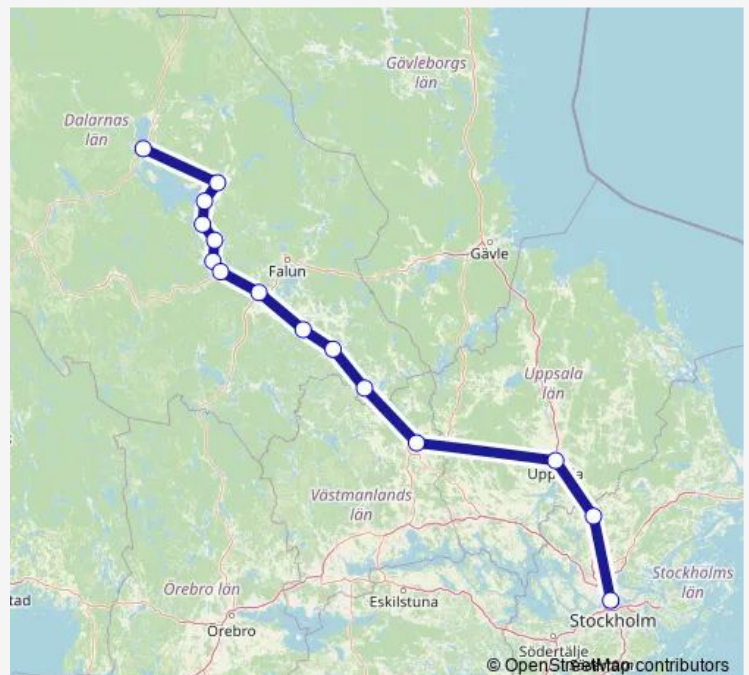 Gävleborgs
län
Dalarnas
län
Gävle
Falun
Uppsala
län
Västmanlands
län
Stockholms
län
Örebro län
Eskilstuna
tad
Stockholm
Örebro
Södertälje
© OpenStreetMap contributors